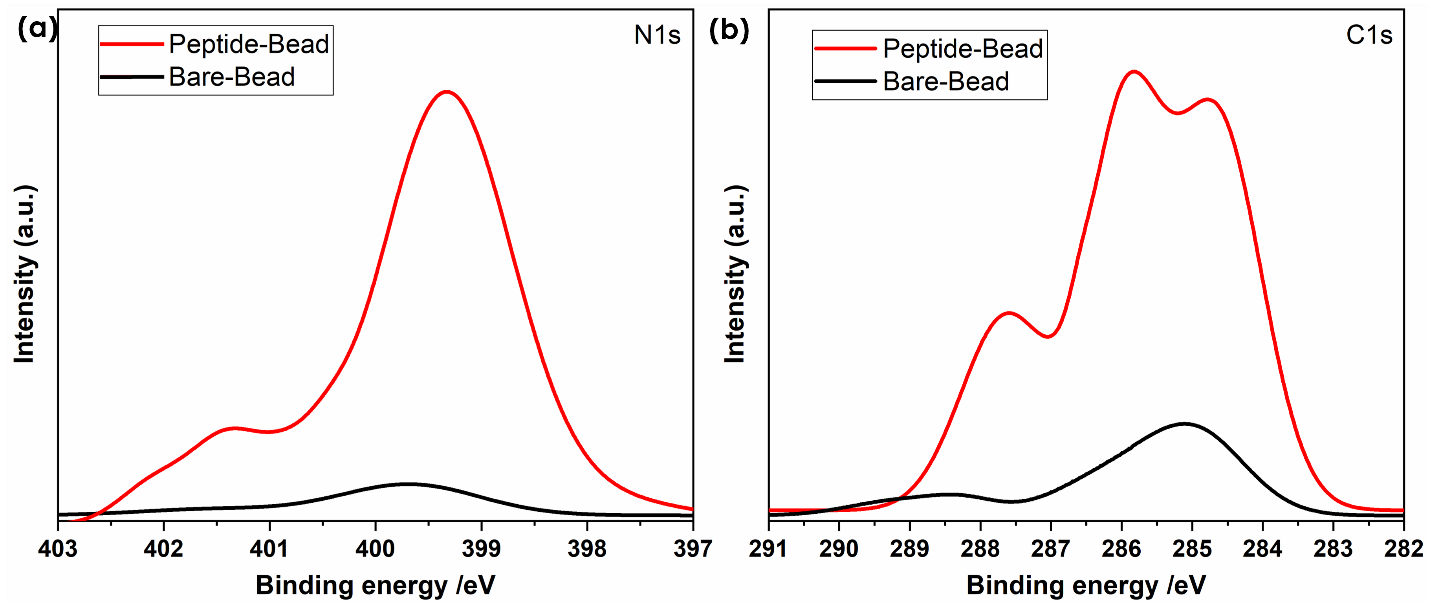 (a)
N1s
Peptide-Bead
Bare-Bead
Intensity (a.u.)
403 402 401 400 399 398 397
Binding energy /eV
(b)
C1s
Peptide-Bead
Bare-Bead
Intensity (a.u.)
291 290 289 288 287 286 285 284 283 282
Binding energy /eV